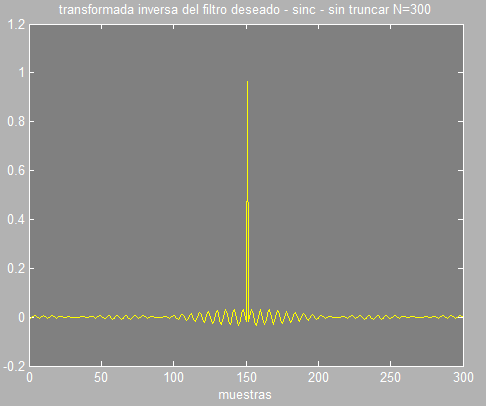 transformada inversa del filtro deseado - sinc - sin truncar N=300
1.2
1
0.8
0.6
0.4
0.2
0
-0.2
0 50 100 150 200 250 300
muestras